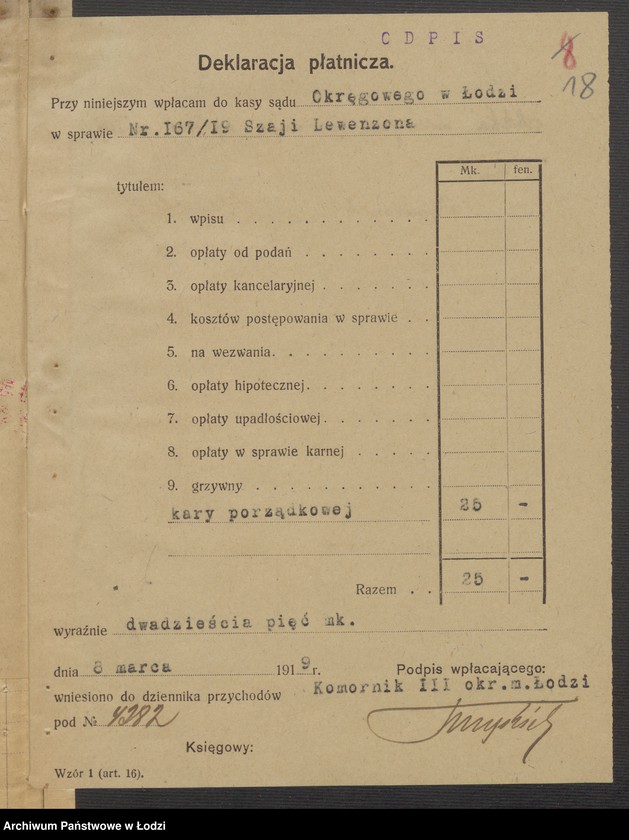 ODPIS
8
18
Deklaracja płatnicza.
Przy niniejszym wpłacam do kasy sądu Okręgowego w Łodzi
w sprawie Nr.I67/I9 Szaji Lewenzona
Mk. fen.
tytułem:
1. wpisu . . . . . . . . . . . .
2. opłaty od podań . . . . . . . .
3. opłaty kancelaryjnej . . . . . . .
4. kosztów postępowania w sprawie . .
5. na wezwania. . . . . . . . . .
6. opłaty hipotecznej. . . . . . . .
7. opłaty upadłościowej . . . . . . .
8. opłaty w sprawie karnej . . . . .
9. grzywny . . . . . . . . . . .
kary porządkowej 25 -
Razem . . 25 -
wyraźnie dwadzieścia pięć mk.
dnia 8 marca 1919 r. Podpis wpłacającego:
wniesiono do dziennika przychodów Komornik III okr.m.Łodzi
pod № 4282
Księgowy:
Wzór 1 (art. 16).
Archiwum Państwowe w Łodzi